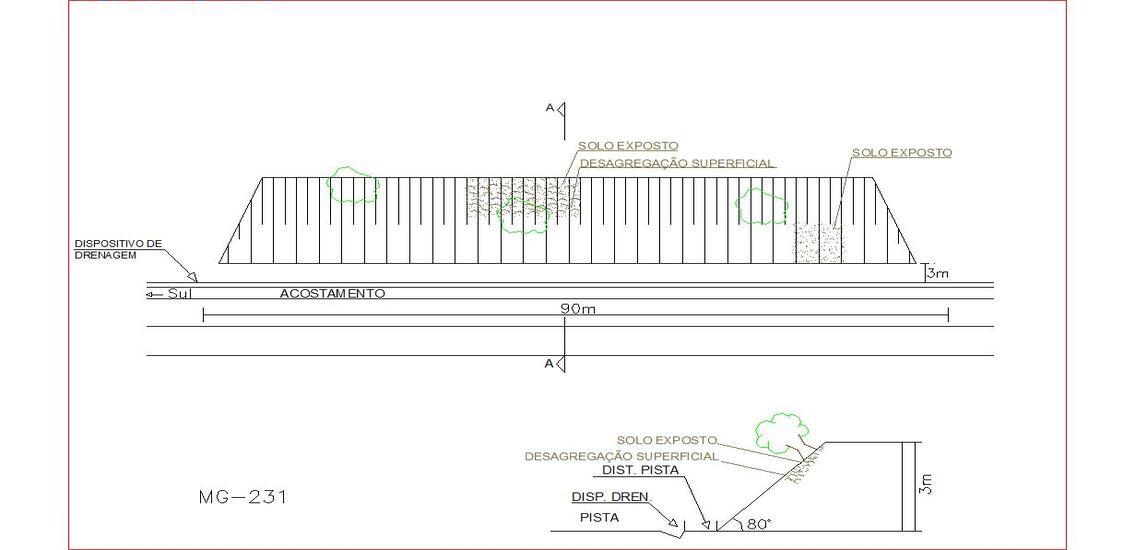 A
SOLO EXPOSTO
DESAGREGAÇÃO SUPERFICIAL
SOLO EXPOSTO
DISPOSITIVO DE
DRENAGEM
3m
Sul
ACOSTAMENTO
90m
A
SOLO EXPOSTO
DESAGREGAÇÃO SUPERFICIAL
DIST. PISTA
DISP. DREN.
PISTA
80°
3m
MG-231